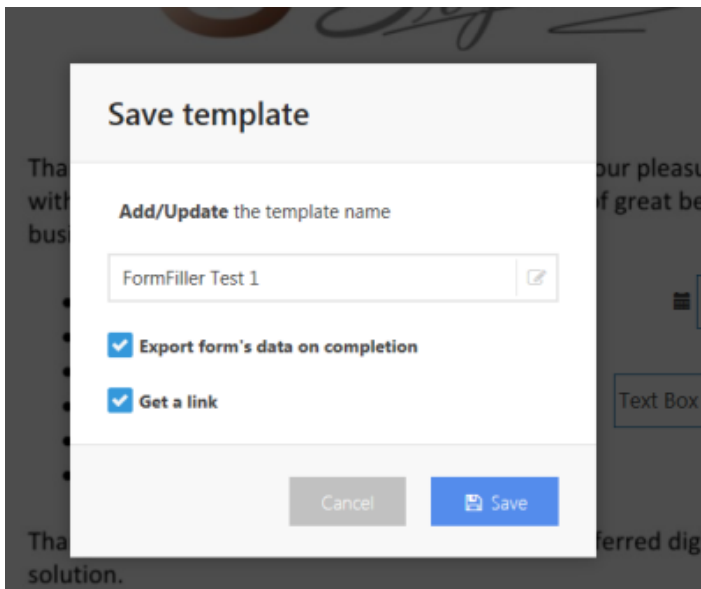 Save template
Tha
our pleasu
with
of great be
busi
Add/Update the template name
FormFiller Test 1
Export form's data on completion
Get a link
Text Box
Cancel
Save
Tha
ferred dig
solution.